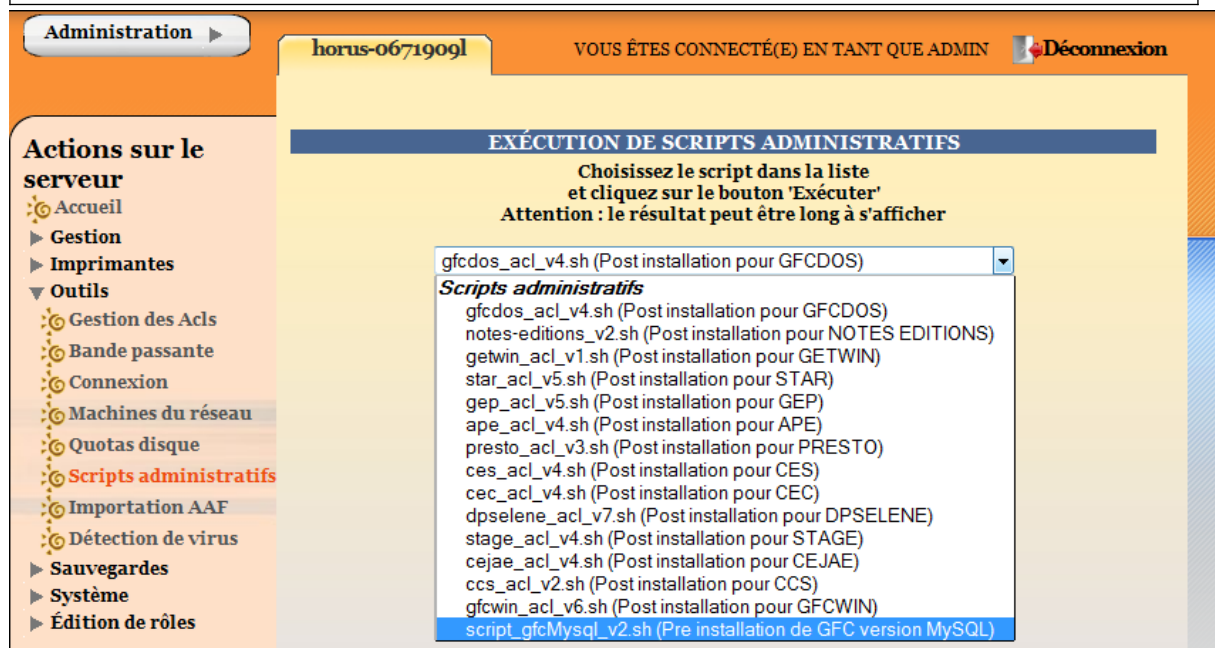 Administration
horus-0671909l
VOUS ÊTES CONNECTÉ(E) EN TANT QUE ADMIN
Déconnexion
Actions sur le
serveur
Accueil
Gestion
Imprimantes
Outils
Gestion des Acls
Bande passante
Connexion
Machines du réseau
Quotas disque
Scripts administratifs
Importation AAF
Détection de virus
Sauvegardes
Système
Édition de rôles
EXÉCUTION DE SCRIPTS ADMINISTRATIFS
Choisissez le script dans la liste
et cliquez sur le bouton 'Exécuter'
Attention : le résultat peut être long à s'afficher
gfcdos_acl_v4.sh (Post installation pour GFCDOS)
Scripts administratifs
gfcdos_acl_v4.sh (Post installation pour GFCDOS)
notes-editions_v2.sh (Post installation pour NOTES EDITIONS)
getwin_acl_v1.sh (Post installation pour GETWIN)
star_acl_v5.sh (Post installation pour STAR)
gep_acl_v5.sh (Post installation pour GEP)
ape_acl_v4.sh (Post installation pour APE)
presto_acl_v3.sh (Post installation pour PRESTO)
ces_acl_v4.sh (Post installation pour CES)
cec_acl_v4.sh (Post installation pour CEC)
dpselene_acl_v7.sh (Post installation pour DPSELENE)
stage_acl_v4.sh (Post installation pour STAGE)
cejae_acl_v4.sh (Post installation pour CEJAE)
ccs_acl_v2.sh (Post installation pour CCS)
gfcwin_acl_v6.sh (Post installation pour GFCWIN)
script_gfcMysql_v2.sh (Pre installation de GFC version MySQL)